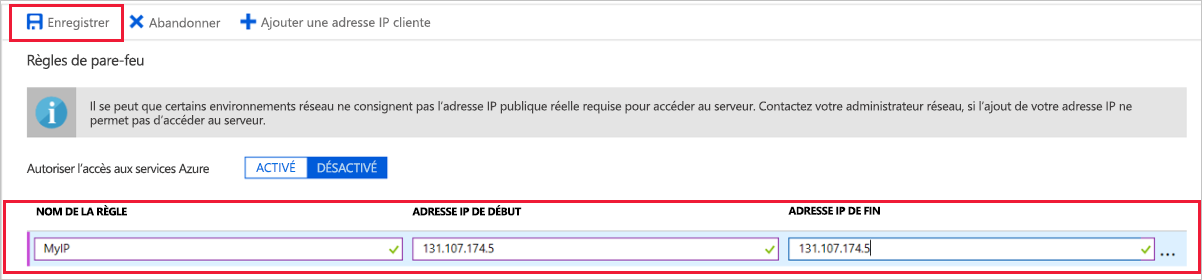 Enregistrer Abandonner Ajouter une adresse IP cliente
Règles de pare-feu
Il se peut que certains environnements réseau ne consignent pas l'adresse IP publique réelle requise pour accéder au serveur. Contactez votre administrateur réseau, si l'ajout de votre adresse IP ne
permet pas d'accéder au serveur.
Autoriser l'accès aux services Azure ACTIVÉ DÉSACTIVÉ
NOM DE LA RÈGLE ADRESSE IP DE DÉBUT ADRESSE IP DE FIN
MyIP 131.107.174.5 131.107.174.5 ...